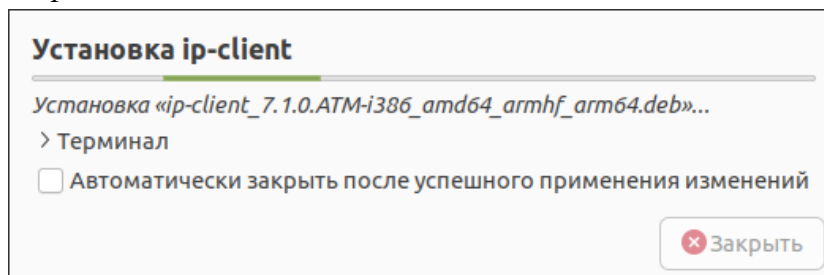 Установка ip-client
Установка «ip-client_7.1.0.ATM-i386_amd64_armhf_arm64.deb»...
Терминал
Автоматически закрыть после успешного применения изменений
Закрыть